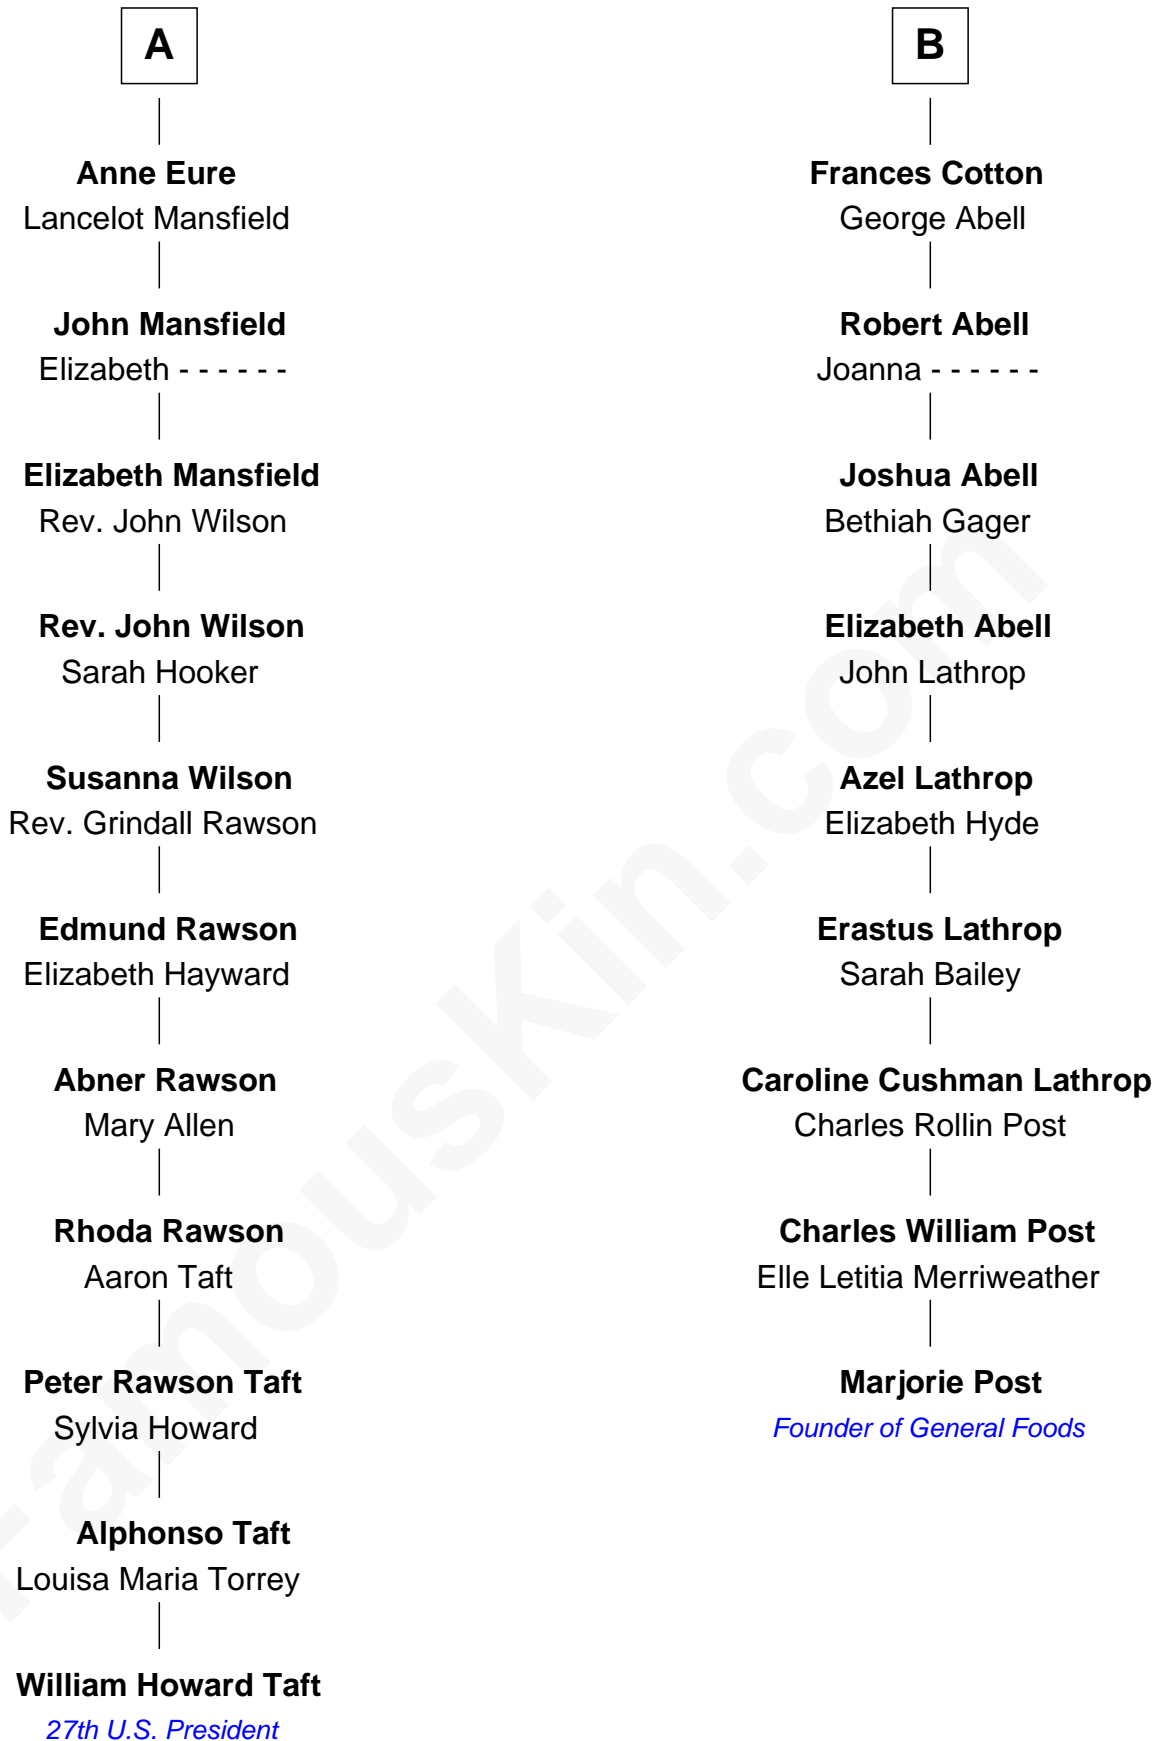 A
Anne Eure
Lancelot Mansfield
John Mansfield
Elizabeth - - - - - -
Elizabeth Mansfield
Rev. John Wilson
Rev. John Wilson
Sarah Hooker
Susanna Wilson
Rev. Grindall Rawson
Edmund Rawson
Elizabeth Hayward
Abner Rawson
Mary Allen
Rhoda Rawson
Aaron Taft
Peter Rawson Taft
Sylvia Howard
Alphonso Taft
Louisa Maria Torrey
William Howard Taft
27th U.S. President
B
Frances Cotton
George Abell
Robert Abell
Joanna - - - - - -
Joshua Abell
Bethiah Gager
Elizabeth Abell
John Lathrop
Azel Lathrop
Elizabeth Hyde
Erastus Lathrop
Sarah Bailey
Caroline Cushman Lathrop
Charles Rollin Post
Charles William Post
Elle Letitia Merriweather
Marjorie Post
Founder of General Foods
FamousKin.com